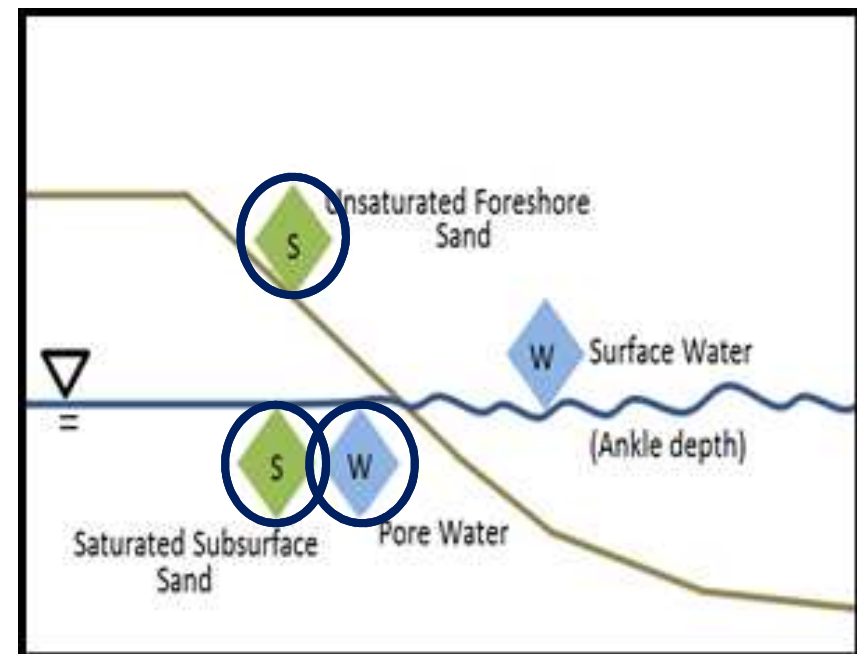 Unsaturated Foreshore
Sand
S
W
Surface Water
(Ankle depth)
S
W
Pore Water
Saturated Subsurface
Sand